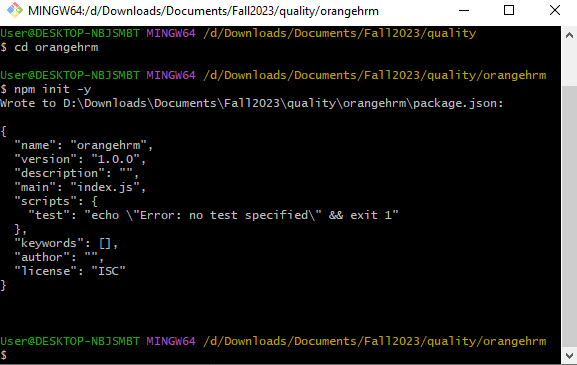 MINGW64:/d/Downloads/Documents/Fall2023/quality/orangehrm
User@DESKTOP-NBJSMBT MINGW64 /d/Downloads/Documents/Fall2023/quality
$ cd orangehrm
User@DESKTOP-NBJSMBT MINGW64 /d/Downloads/Documents/Fall2023/quality/orangehrm
$ npm init -y
Wrote to D:\Downloads\Documents\Fall2023\quality\orangehrm\package.json:
{
  "name": "orangehrm",
  "version": "1.0.0",
  "description": "",
  "main": "index.js",
  "scripts": {
    "test": "echo \"Error: no test specified\" && exit 1"
  },
  "keywords": [],
  "author": "",
  "license": "ISC"
}
User@DESKTOP-NBJSMBT MINGW64 /d/Downloads/Documents/Fall2023/quality/orangehrm
$